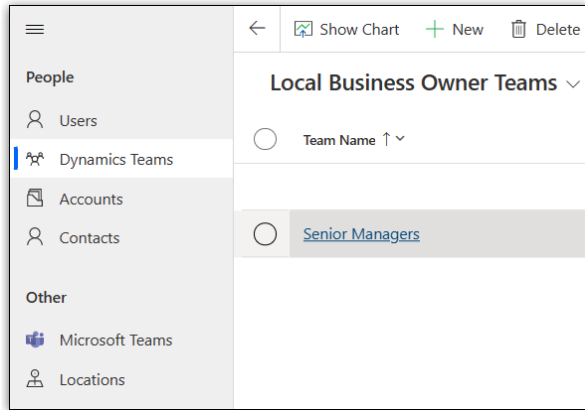 Show Chart
New
Delete
People
Users
Dynamics Teams
Accounts
Contacts
Other
Microsoft Teams
Locations
Local Business Owner Teams
Team Name
Senior Managers